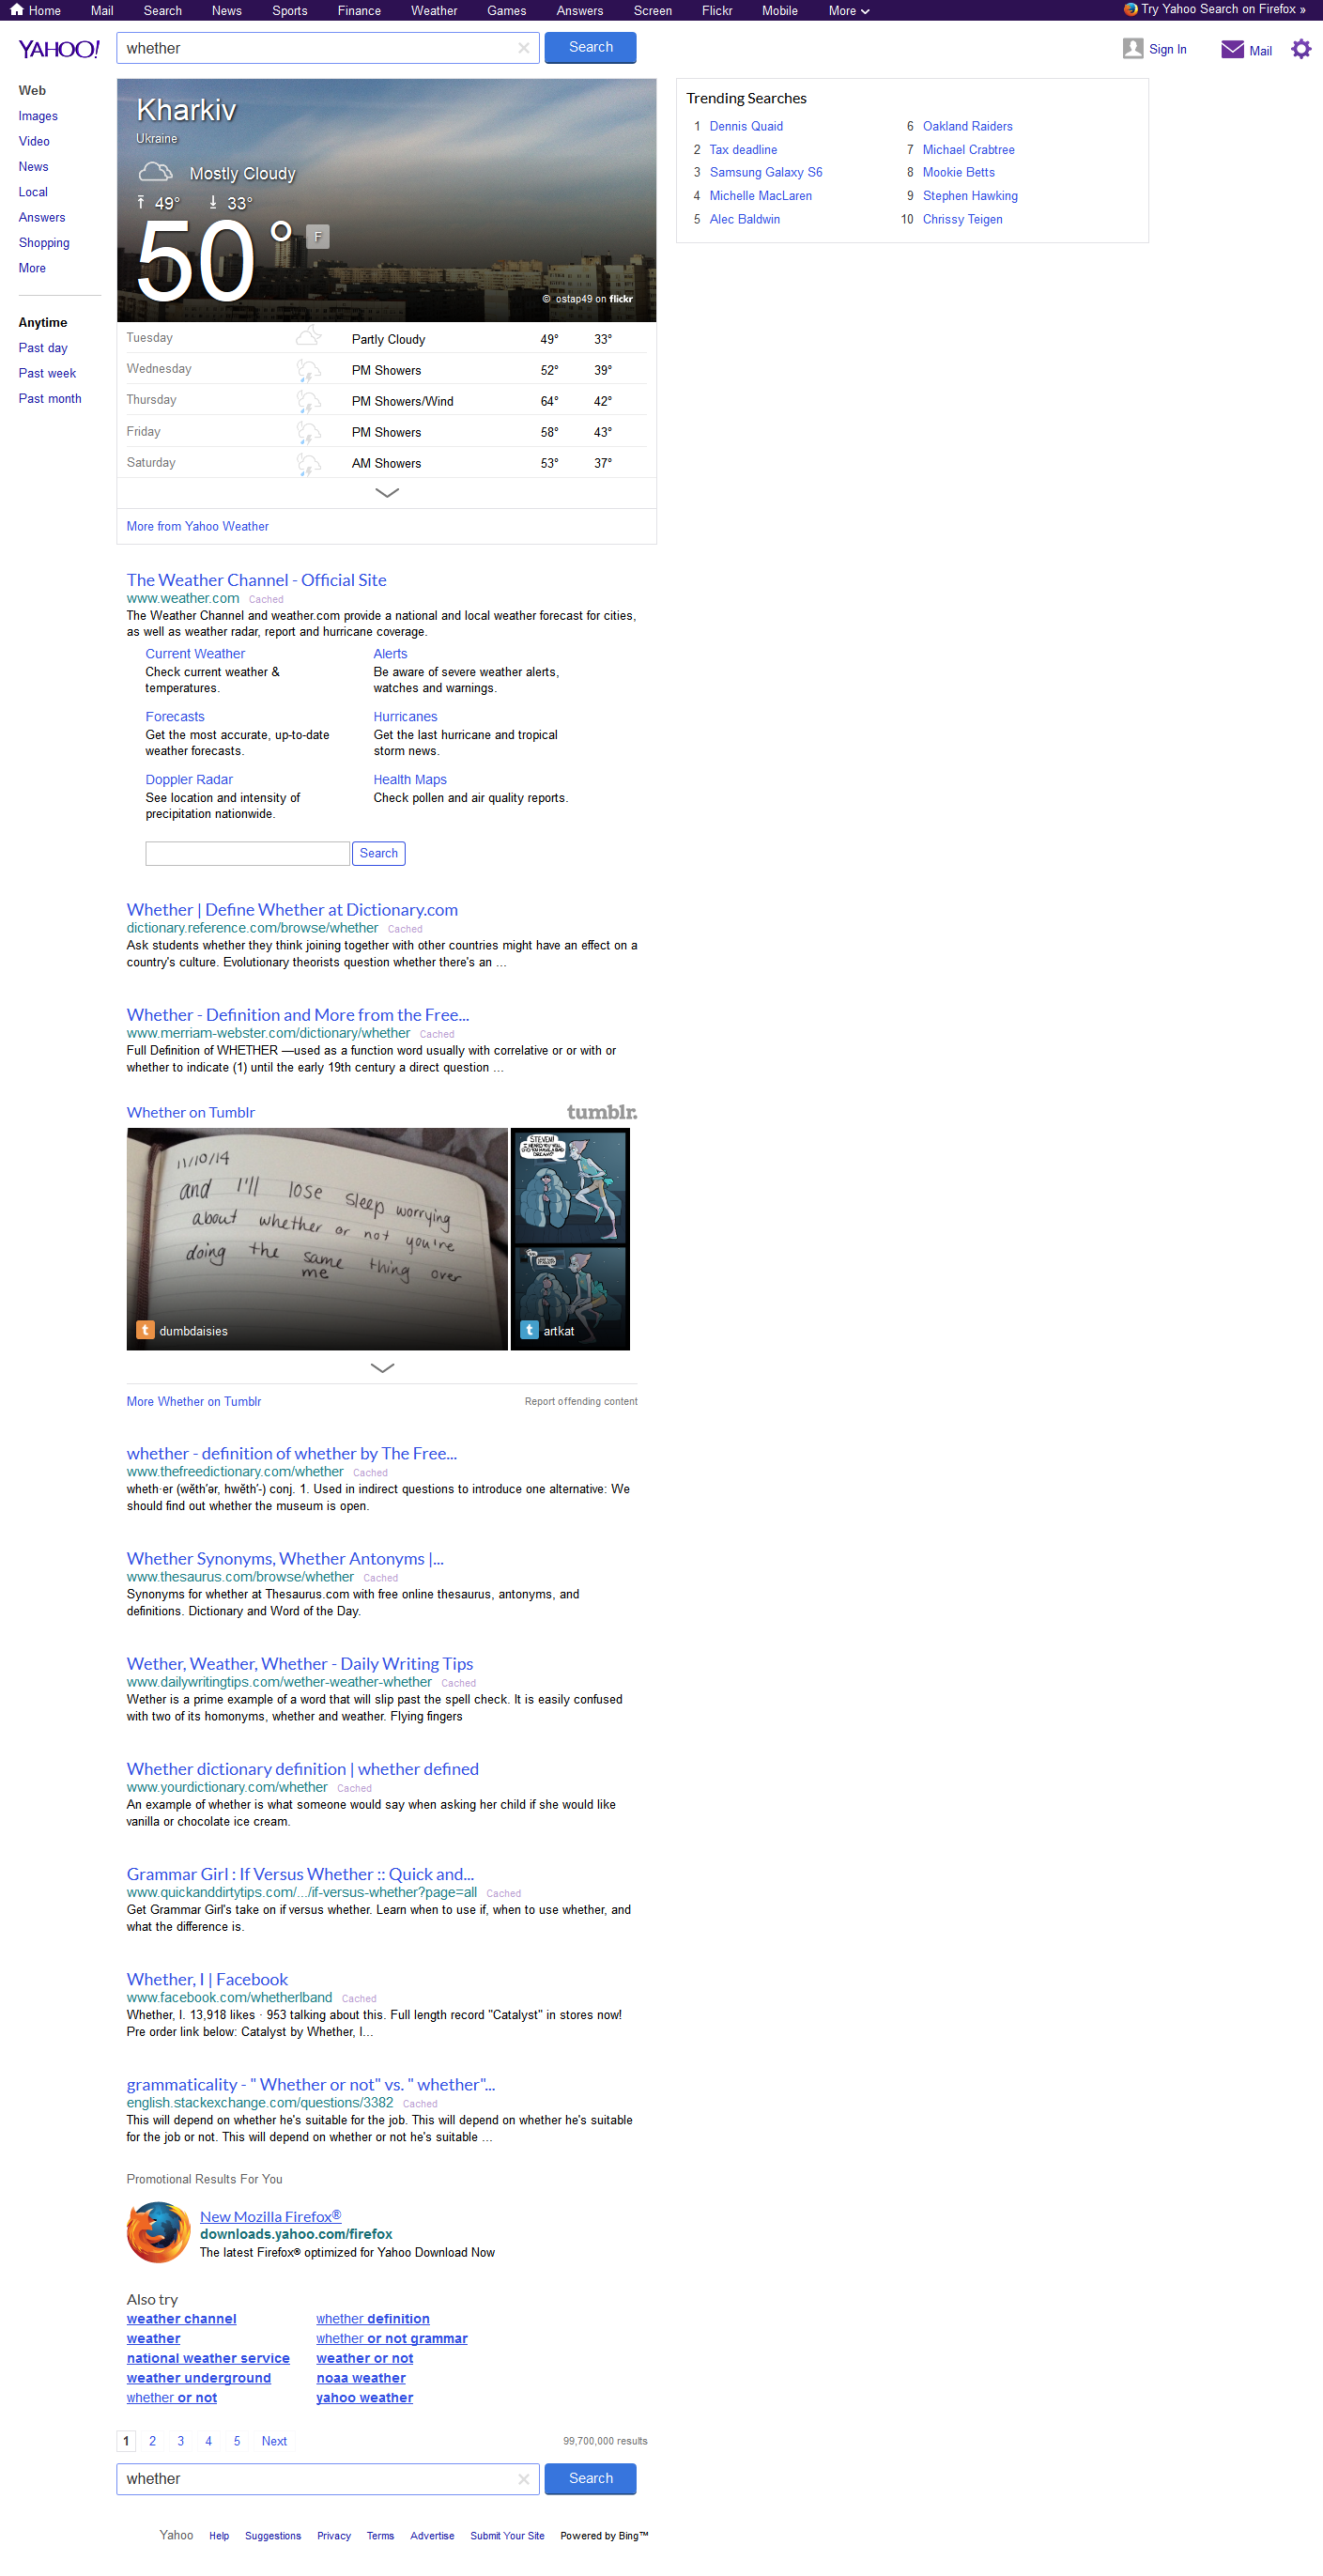 Home Mail Search News Sports Finance Weather Games Answers Screen Flickr Mobile More Try Yahoo Search on Firefox »
YAHOO! whether Search Sign In Mail
Web
Images
Video
News
Local
Answers
Shopping
More
Anytime
Past day
Past week
Past month
Kharkiv
Ukraine
Mostly Cloudy
49° 33°
50° F
© ostap49 on flickr
Tuesday Partly Cloudy 49° 33°
Wednesday PM Showers 52° 39°
Thursday PM Showers/Wind 64° 42°
Friday PM Showers 58° 43°
Saturday AM Showers 53° 37°
More from Yahoo Weather
Trending Searches
1 Dennis Quaid 6 Oakland Raiders
2 Tax deadline 7 Michael Crabtree
3 Samsung Galaxy S6 8 Mookie Betts
4 Michelle MacLaren 9 Stephen Hawking
5 Alec Baldwin 10 Chrissy Teigen
The Weather Channel - Official Site
www.weather.com Cached
The Weather Channel and weather.com provide a national and local weather forecast for cities,
as well as weather radar, report and hurricane coverage.
Current Weather
Check current weather &
temperatures.
Alerts
Be aware of severe weather alerts,
watches and warnings.
Forecasts
Get the most accurate, up-to-date
weather forecasts.
Hurricanes
Get the last hurricane and tropical
storm news.
Doppler Radar
See location and intensity of
precipitation nationwide.
Health Maps
Check pollen and air quality reports.
Search
Whether | Define Whether at Dictionary.com
dictionary.reference.com/browse/whether Cached
Ask students whether they think joining together with other countries might have an effect on a
country's culture. Evolutionary theorists question whether there's an ...
Whether - Definition and More from the Free...
www.merriam-webster.com/dictionary/whether Cached
Full Definition of WHETHER —used as a function word usually with correlative or or with or
whether to indicate (1) until the early 19th century a direct question ...
Whether on Tumblr tumblr.
11/10/14
and I'll lose sleep worrying
about whether or not you're
doing the same thing over
me
dumbdaisies
STEVEN!
artkat
More Whether on Tumblr Report offending content
whether - definition of whether by The Free...
www.thefreedictionary.com/whether Cached
wheth·er (wĕth′ər, hwĕth′-) conj. 1. Used in indirect questions to introduce one alternative: We
should find out whether the museum is open.
Whether Synonyms, Whether Antonyms |...
www.thesaurus.com/browse/whether Cached
Synonyms for whether at Thesaurus.com with free online thesaurus, antonyms, and
definitions. Dictionary and Word of the Day.
Wether, Weather, Whether - Daily Writing Tips
www.dailywritingtips.com/wether-weather-whether Cached
Wether is a prime example of a word that will slip past the spell check. It is easily confused
with two of its homonyms, whether and weather. Flying fingers
Whether dictionary definition | whether defined
www.yourdictionary.com/whether Cached
An example of whether is what someone would say when asking her child if she would like
vanilla or chocolate ice cream.
Grammar Girl : If Versus Whether :: Quick and...
www.quickanddirtytips.com/.../if-versus-whether?page=all Cached
Get Grammar Girl's take on if versus whether. Learn when to use if, when to use whether, and
what the difference is.
Whether, I | Facebook
www.facebook.com/whetherIband Cached
Whether, I. 13,918 likes · 953 talking about this. Full length record "Catalyst" in stores now!
Pre order link below: Catalyst by Whether, I...
grammaticality - " Whether or not" vs. " whether"...
english.stackexchange.com/questions/3382 Cached
This will depend on whether he's suitable for the job. This will depend on whether he's suitable
for the job or not. This will depend on whether or not he's suitable ...
Promotional Results For You
New Mozilla Firefox®
downloads.yahoo.com/firefox
The latest Firefox® optimized for Yahoo Download Now
Also try
weather channel whether definition
weather whether or not grammar
national weather service weather or not
weather underground noaa weather
whether or not yahoo weather
1 2 3 4 5 Next 99,700,000 results
whether Search
Yahoo Help Suggestions Privacy Terms Advertise Submit Your Site Powered by Bing™